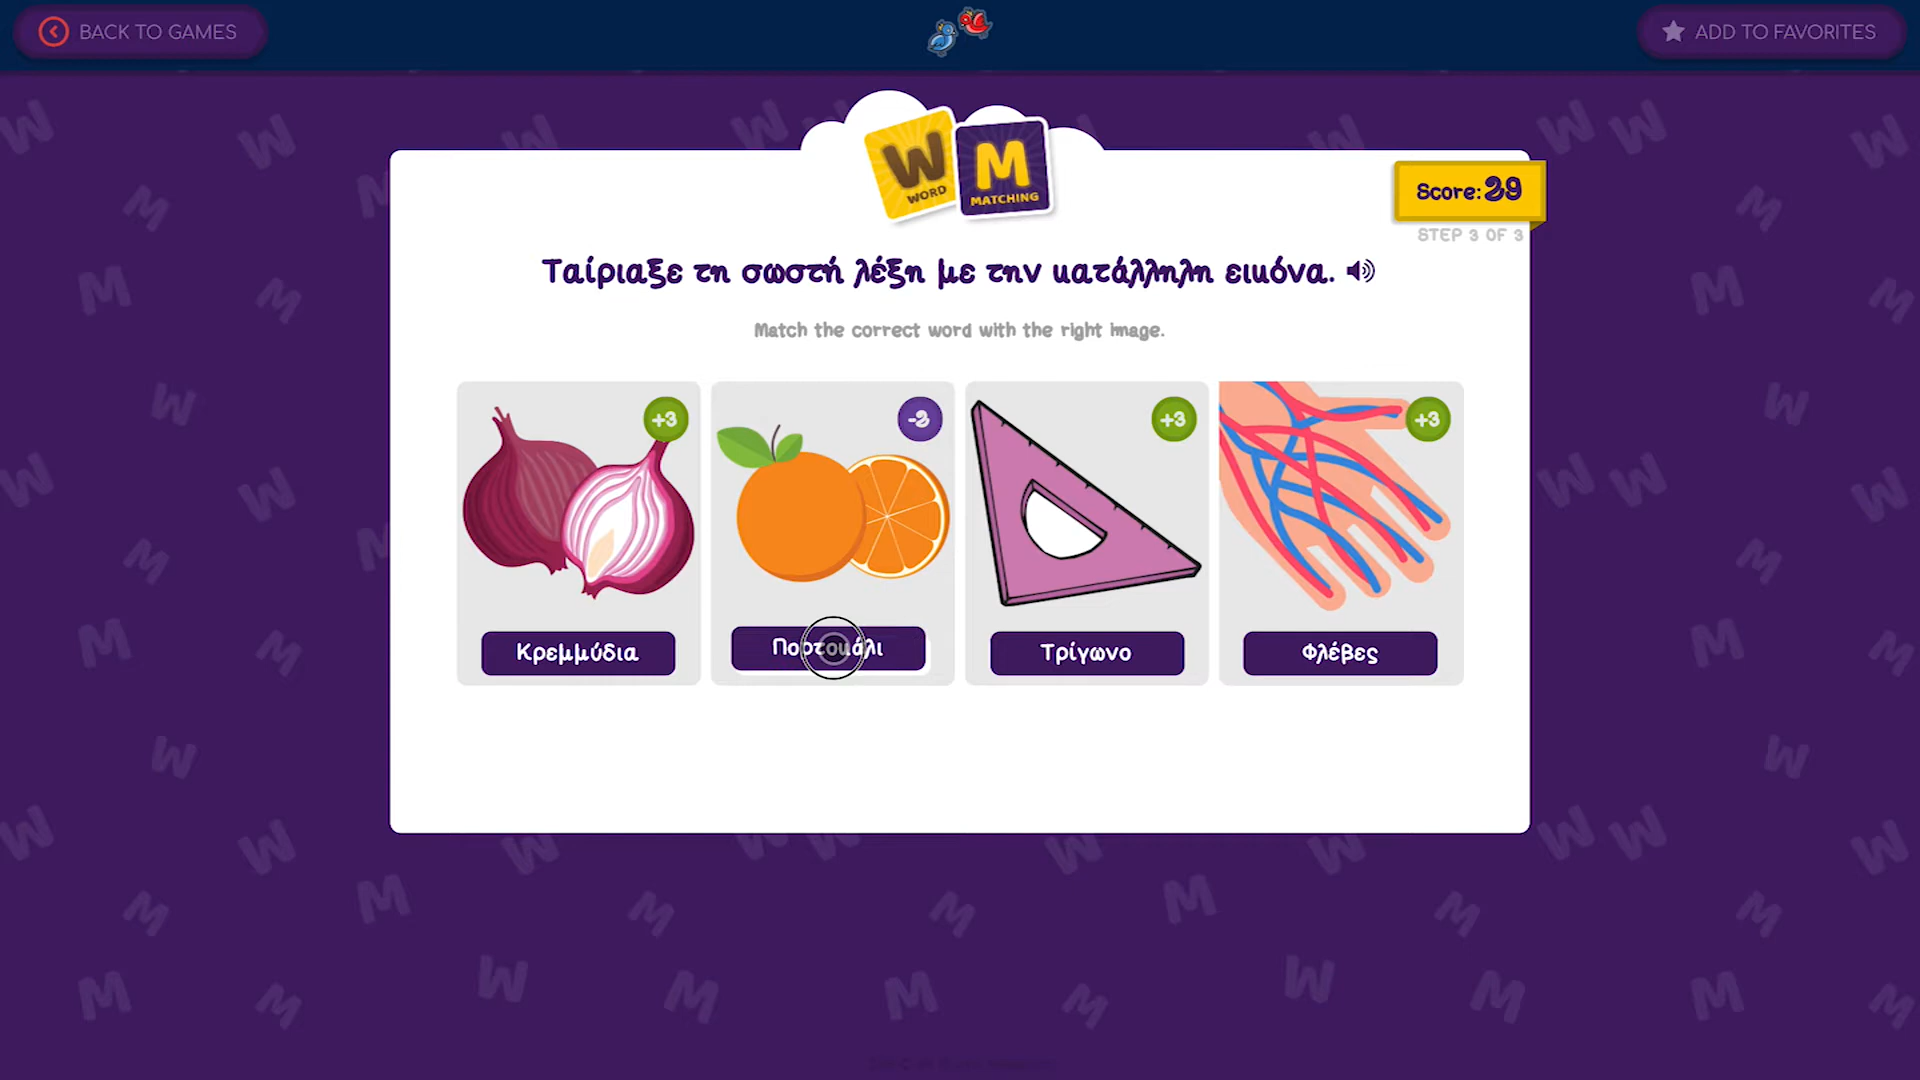 BACK TO GAMES
ADD TO FAVORITES
W WORD
M MATCHING
Score: 29
STEP 3 OF 3
Ταίριαξε τη σωστή λέξη με την κατάλληλη εικόνα.
Match the correct word with the right image.
+3
-2
+3
+3
Κρεμμύδια
Πορτοκάλι
Τρίγωνο
Φλέβες